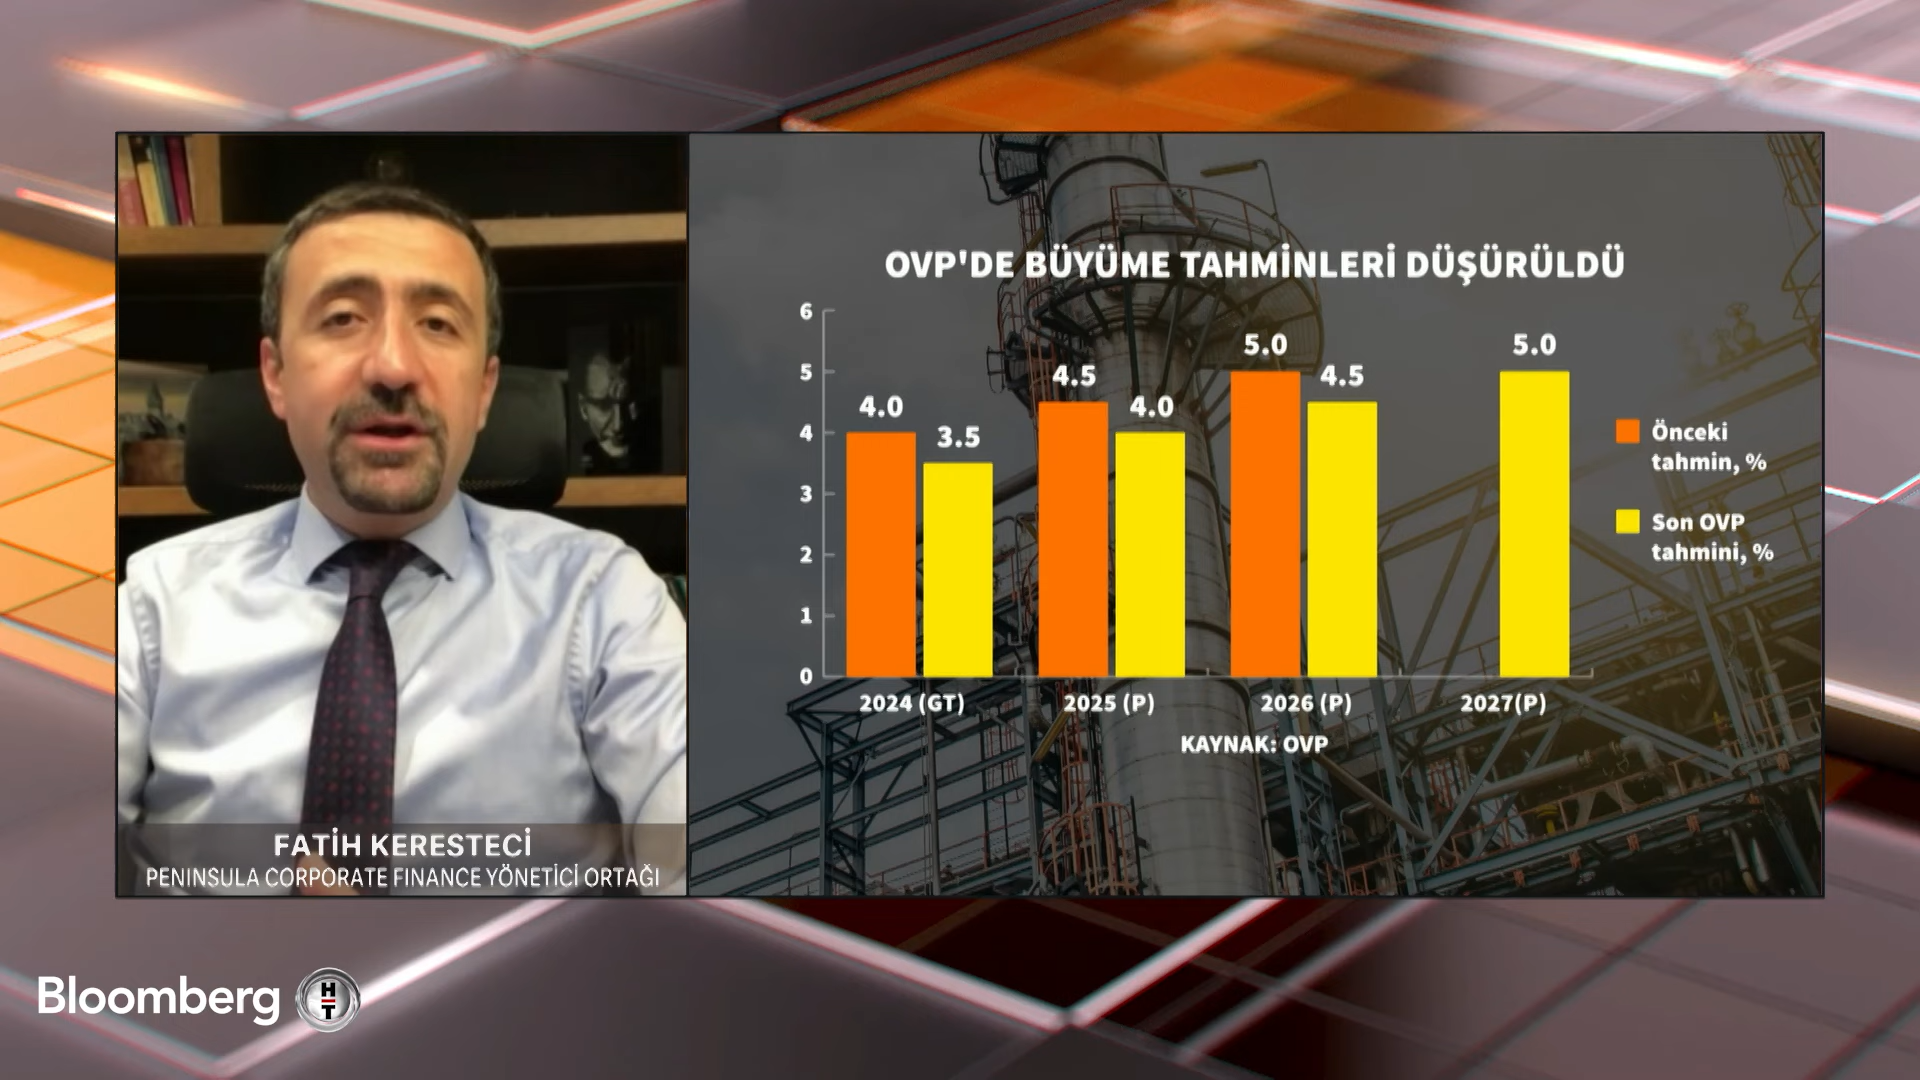 OVP'DE BÜYÜME TAHMİNLERİ DÜŞÜRÜLDÜ
6
5
4
3
2
1
0
4.0
3.5
4.5
4.0
5.0
4.5
5.0
2024 (GT)
2025 (P)
2026 (P)
2027(P)
Önceki
tahmin, %
Son OVP
tahmini, %
KAYNAK: OVP
FATİH KERESTECİ
PENINSULA CORPORATE FINANCE YÖNETİCİ ORTAĞI
Bloomberg HT